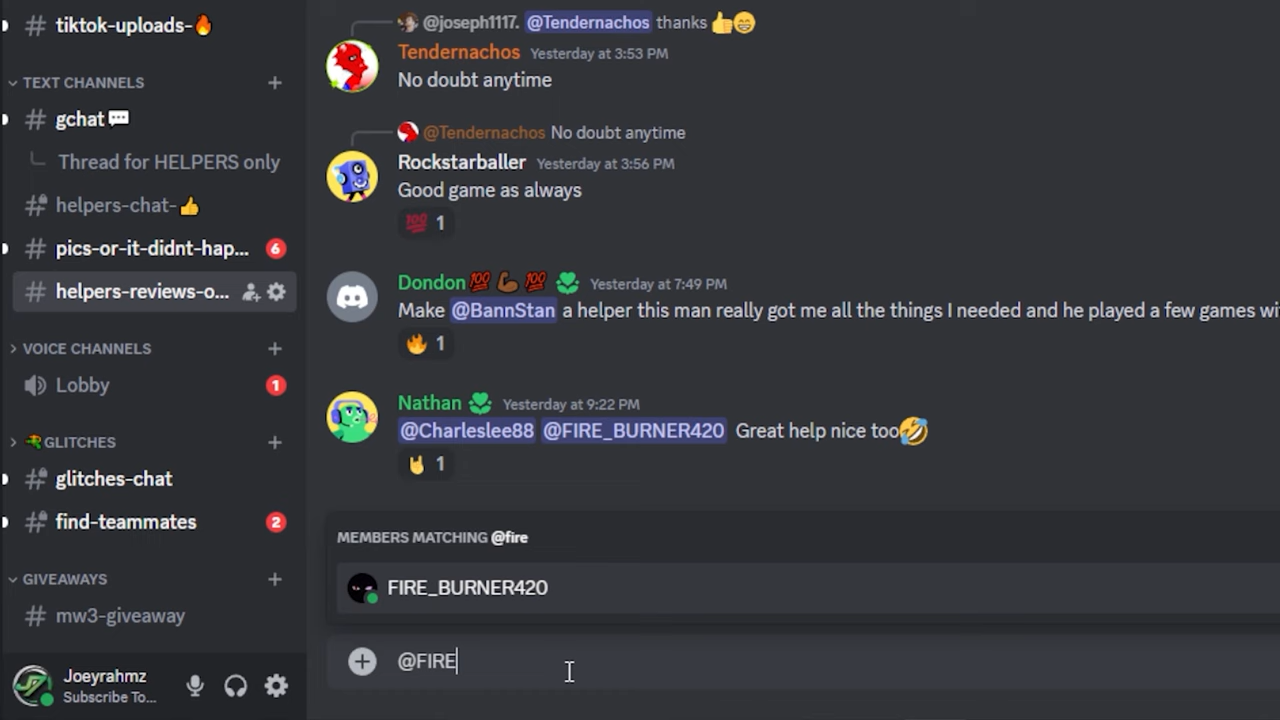 tiktok-uploads-🔥
TEXT CHANNELS
gchat💬
Thread for HELPERS only
helpers-chat-👍
pics-or-it-didnt-hap... 6
helpers-reviews-o...
VOICE CHANNELS
Lobby 1
GLITCHES
glitches-chat
find-teammates 2
GIVEAWAYS
mw3-giveaway
Joeyrahmz
Subscribe To...
@joseph1117. @Tendernachos thanks 👍😁
Tendernachos Yesterday at 3:53 PM
No doubt anytime
@Tendernachos No doubt anytime
Rockstarballer Yesterday at 3:56 PM
Good game as always
💯 1
Dondon💯💪🏾💯 Yesterday at 7:49 PM
Make @BannStan a helper this man really got me all the things I needed and he played a few games wi
🔥 1
Nathan Yesterday at 9:22 PM
@Charleslee88 @FIRE_BURNER420 Great help nice too🤣
🤘 1
MEMBERS MATCHING @fire
FIRE_BURNER420
@FIRE